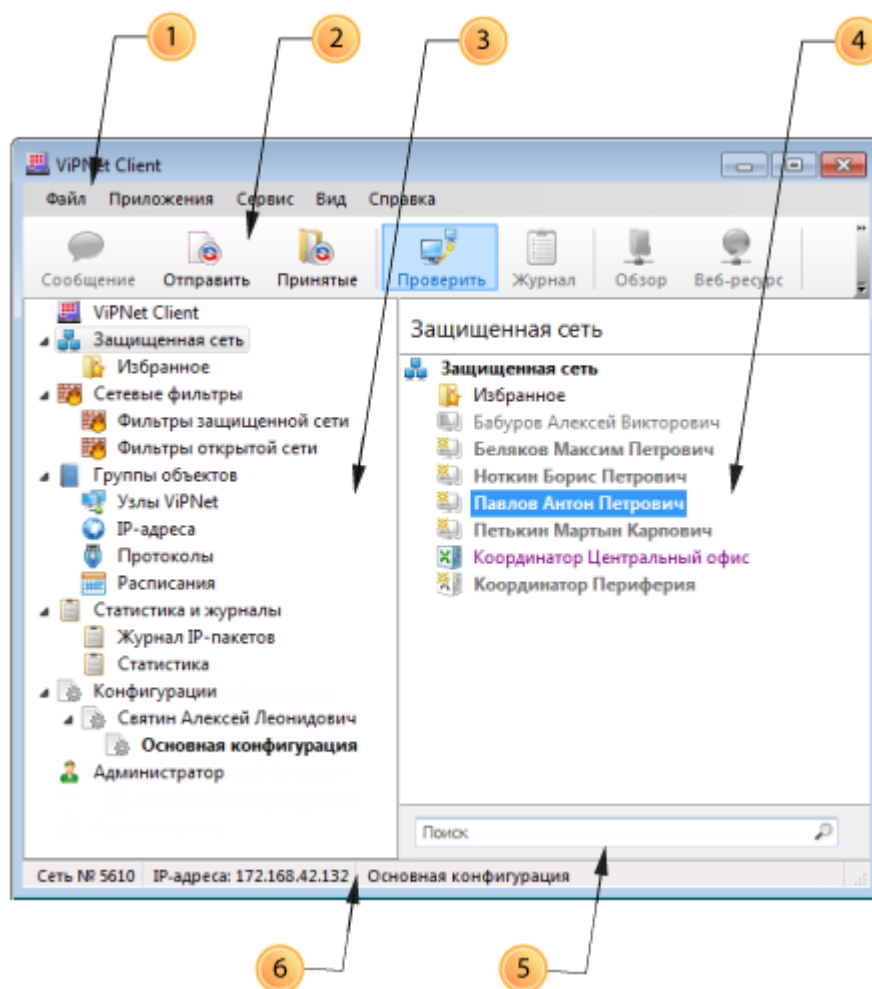 1 2 3 4
ViPNet Client
Файл Приложения Сервис Вид Справка
Сообщение Отправить Принятые Проверить Журнал Обзор Веб-ресурс
ViPNet Client
Защищенная сеть
Избранное
Сетевые фильтры
Фильтры защищенной сети
Фильтры открытой сети
Группы объектов
Узлы ViPNet
IP-адреса
Протоколы
Расписания
Статистика и журналы
Журнал IP-пакетов
Статистика
Конфигурации
Святин Алексей Леонидович
Основная конфигурация
Администратор
Защищенная сеть
Защищенная сеть
Избранное
Бабуров Алексей Викторович
Беляков Максим Петрович
Ноткин Борис Петрович
Павлов Антон Петрович
Петькин Мартын Карпович
Координатор Центральный офис
Координатор Периферия
Поиск
Сеть № 5610 IP-адреса: 172.168.42.132 Основная конфигурация
6 5